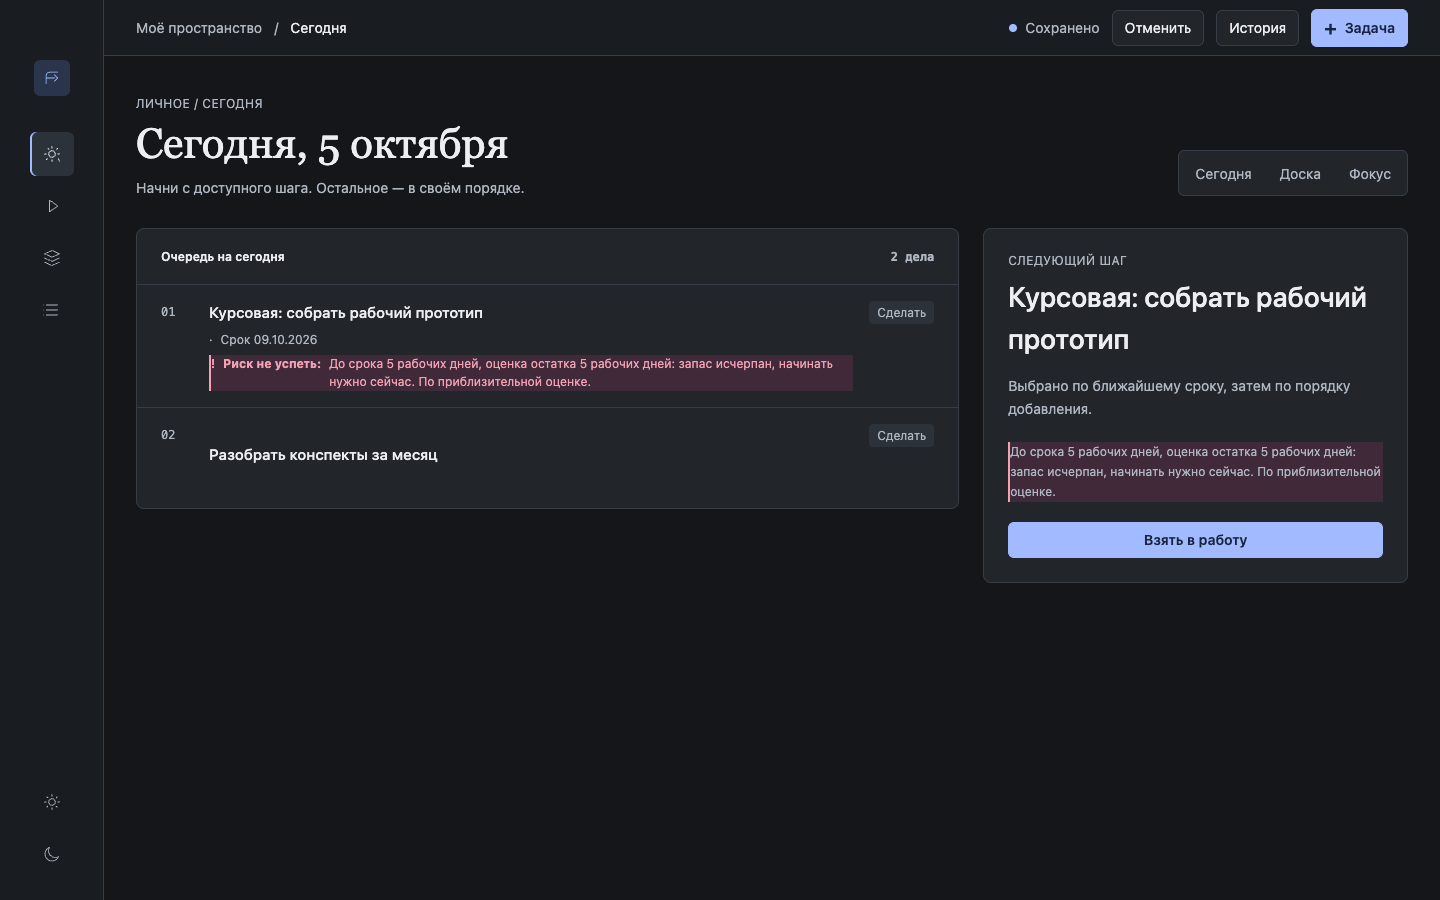 Моё пространство / Сегодня
Сохранено
Отменить
История
+ Задача
ЛИЧНОЕ / СЕГОДНЯ
Сегодня, 5 октября
Начни с доступного шага. Остальное — в своём порядке.
Сегодня
Доска
Фокус
Очередь на сегодня
2 дела
01
Курсовая: собрать рабочий прототип
Сделать
· Срок 09.10.2026
! Риск не успеть: До срока 5 рабочих дней, оценка остатка 5 рабочих дней: запас исчерпан, начинать
нужно сейчас. По приблизительной оценке.
02
Сделать
Разобрать конспекты за месяц
СЛЕДУЮЩИЙ ШАГ
Курсовая: собрать рабочий
прототип
Выбрано по ближайшему сроку, затем по порядку
добавления.
До срока 5 рабочих дней, оценка остатка 5 рабочих дней:
запас исчерпан, начинать нужно сейчас. По приблизительной
оценке.
Взять в работу